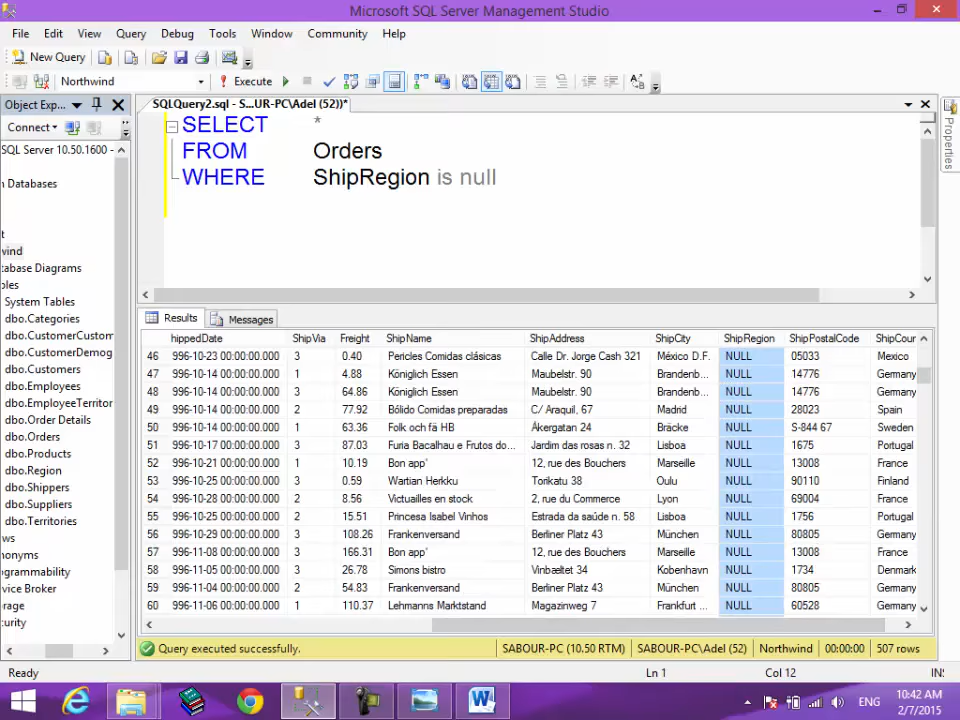 Microsoft SQL Server Management Studio
File Edit View Query Debug Tools Window Community Help
New Query
Northwind Execute
Object Exp... SQLQuery2.sql - S...UR-PC\Adel (52))*
Connect
SQL Server 10.50.1600 -
n Databases
t
wind
tabase Diagrams
bles
System Tables
dbo.Categories
dbo.CustomerCustom
dbo.CustomerDemog
dbo.Customers
dbo.Employees
dbo.EmployeeTerritor
dbo.Order Details
dbo.Orders
dbo.Products
dbo.Region
dbo.Shippers
dbo.Suppliers
dbo.Territories
ws
nonyms
ogrammability
vice Broker
rage
curity
SELECT *
FROM Orders
WHERE ShipRegion is null
Properties
Results Messages
hippedDate ShipVia Freight ShipName ShipAddress ShipCity ShipRegion ShipPostalCode ShipCour
46 996-10-23 00:00:00.000 3 0.40 Pericles Comidas clásicas Calle Dr. Jorge Cash 321 México D.F. NULL 05033 Mexico
47 996-10-14 00:00:00.000 1 4.88 Königlich Essen Maubelstr. 90 Brandenb... NULL 14776 Germany
48 996-10-14 00:00:00.000 3 64.86 Königlich Essen Maubelstr. 90 Brandenb... NULL 14776 Germany
49 996-10-14 00:00:00.000 2 77.92 Bólido Comidas preparadas C/ Araquil, 67 Madrid NULL 28023 Spain
50 996-10-14 00:00:00.000 1 63.36 Folk och fä HB Åkergatan 24 Bräcke NULL S-844 67 Sweden
51 996-10-17 00:00:00.000 3 87.03 Furia Bacalhau e Frutos do... Jardim das rosas n. 32 Lisboa NULL 1675 Portugal
52 996-10-21 00:00:00.000 1 10.19 Bon app' 12, rue des Bouchers Marseille NULL 13008 France
53 996-10-25 00:00:00.000 3 0.59 Wartian Herkku Torikatu 38 Oulu NULL 90110 Finland
54 996-10-28 00:00:00.000 2 8.56 Victuailles en stock 2, rue du Commerce Lyon NULL 69004 France
55 996-10-25 00:00:00.000 2 15.51 Princesa Isabel Vinhos Estrada da saúde n. 58 Lisboa NULL 1756 Portugal
56 996-10-29 00:00:00.000 3 108.26 Frankenversand Berliner Platz 43 München NULL 80805 Germany
57 996-11-08 00:00:00.000 3 166.31 Bon app' 12, rue des Bouchers Marseille NULL 13008 France
58 996-11-05 00:00:00.000 3 26.78 Simons bistro Vinbæltet 34 Kobenhavn NULL 1734 Denmark
59 996-11-04 00:00:00.000 2 54.83 Frankenversand Berliner Platz 43 München NULL 80805 Germany
60 996-11-06 00:00:00.000 1 110.37 Lehmanns Marktstand Magazinweg 7 Frankfurt ... NULL 60528 Germany
Query executed successfully. SABOUR-PC (10.50 RTM) SABOUR-PC\Adel (52) Northwind 00:00:00 507 rows
Ready Ln 1 Col 12 IN:
ENG 10:42 AM
2/7/2015